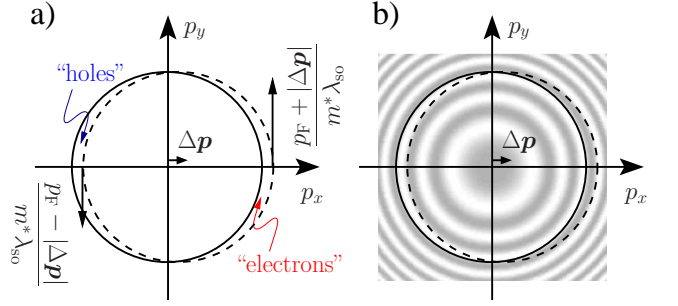 a)
p_y
b)
p_y
"holes"
p_F + |Δp|
m*λ_so
Δp
Δp
p_x
p_x
p_F − |Δp|
m*λ_so
"electrons"